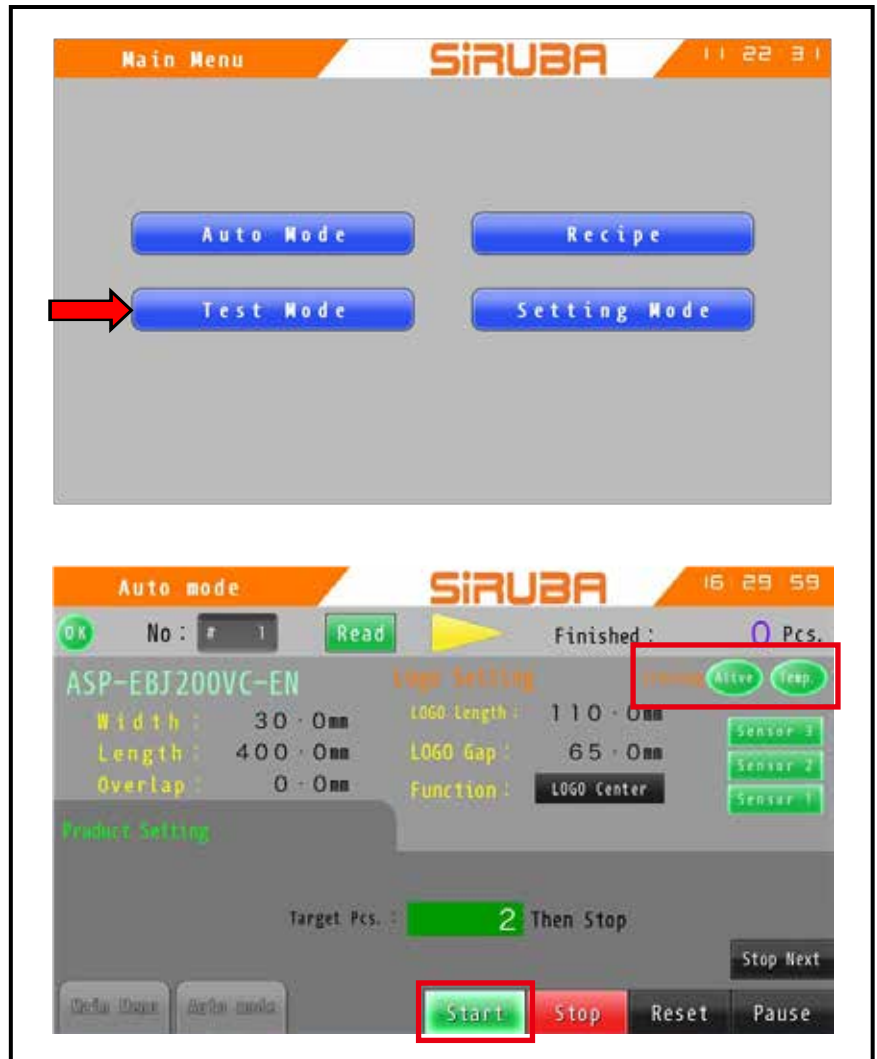 Main Menu SiRUBA 11 22 31
Auto Mode Recipe
Test Mode Setting Mode
Auto mode SiRUBA 16 29 59
OK No : # 1 Read Finished : 0 Pcs.
ASP-EBJ200VC-EN Logo Setting Alive Temp.
Width : 30.0mm LOGO Length : 110.0mm Sensor 3
Length : 400.0mm LOGO Gap : 65.0mm Sensor 2
Overlap : 0.0mm Function : LOGO Center Sensor 1
Product Setting
Target Pcs. : 2 Then Stop
Stop Next
Main Menu Auto mode Start Stop Reset Pause